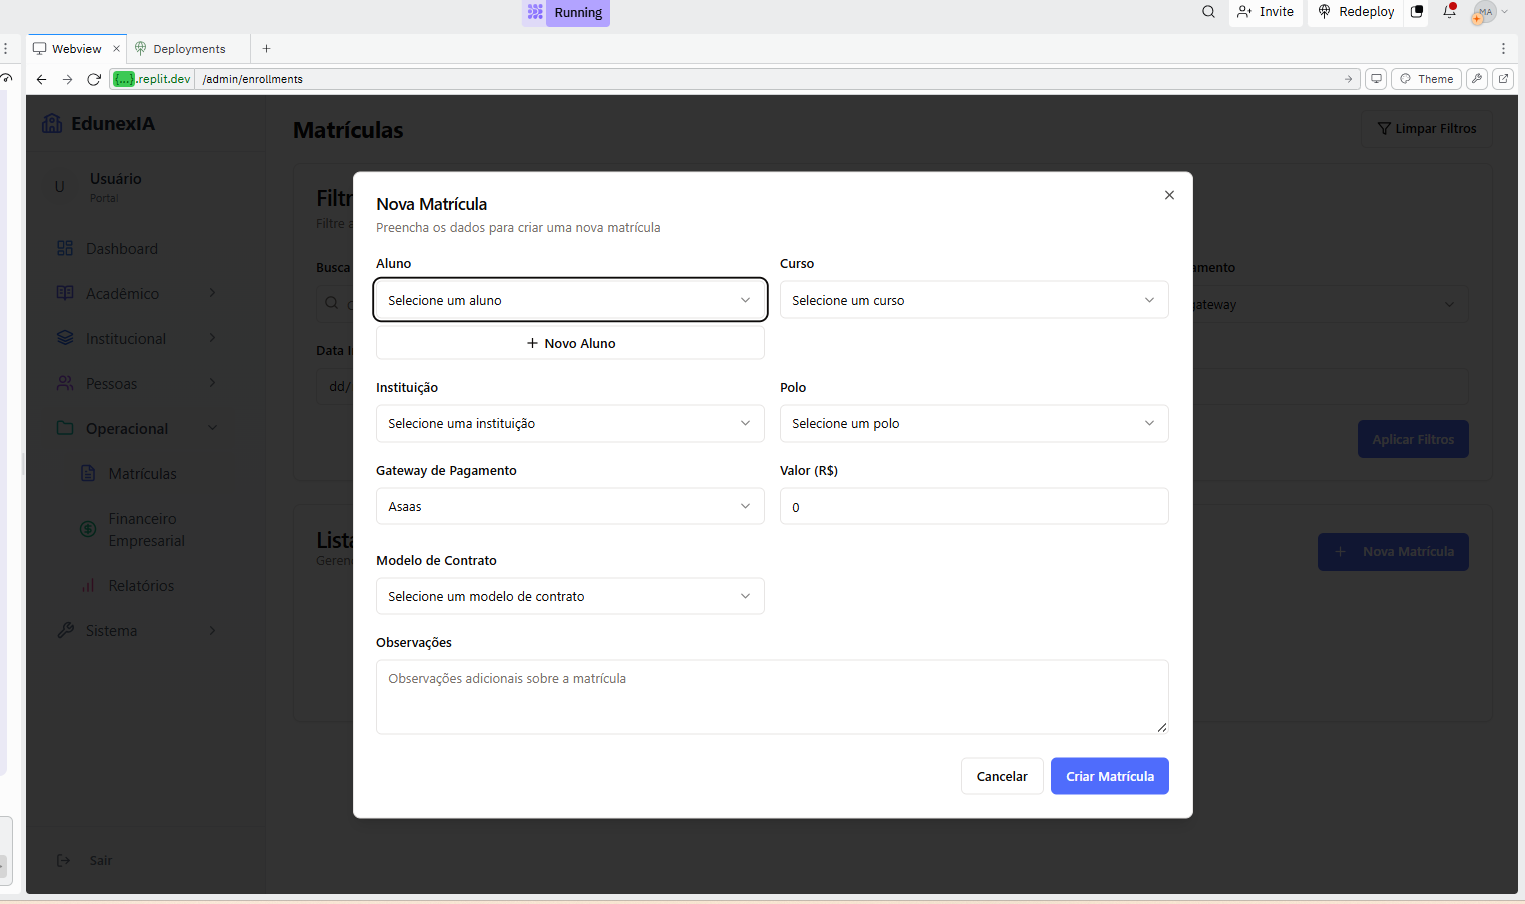 Running
Invite
Redeploy
MA
Webview
Deployments
{...}.replit.dev
/admin/enrollments
Theme
EdunexIA
Matrículas
Limpar Filtros
U
Usuário
Portal
Dashboard
Acadêmico
Institucional
Pessoas
Operacional
Matrículas
Financeiro
Empresarial
Relatórios
Sistema
Sair
Filtr
Filtre a
Busca
Data I
dd/
amento
gateway
Aplicar Filtros
Lista
Gerenc
Nova Matrícula
Nova Matrícula
Preencha os dados para criar uma nova matrícula
Aluno
Curso
Selecione um aluno
Selecione um curso
Novo Aluno
Instituição
Polo
Selecione uma instituição
Selecione um polo
Gateway de Pagamento
Valor (R$)
Asaas
0
Modelo de Contrato
Selecione um modelo de contrato
Observações
Observações adicionais sobre a matrícula
Cancelar
Criar Matrícula